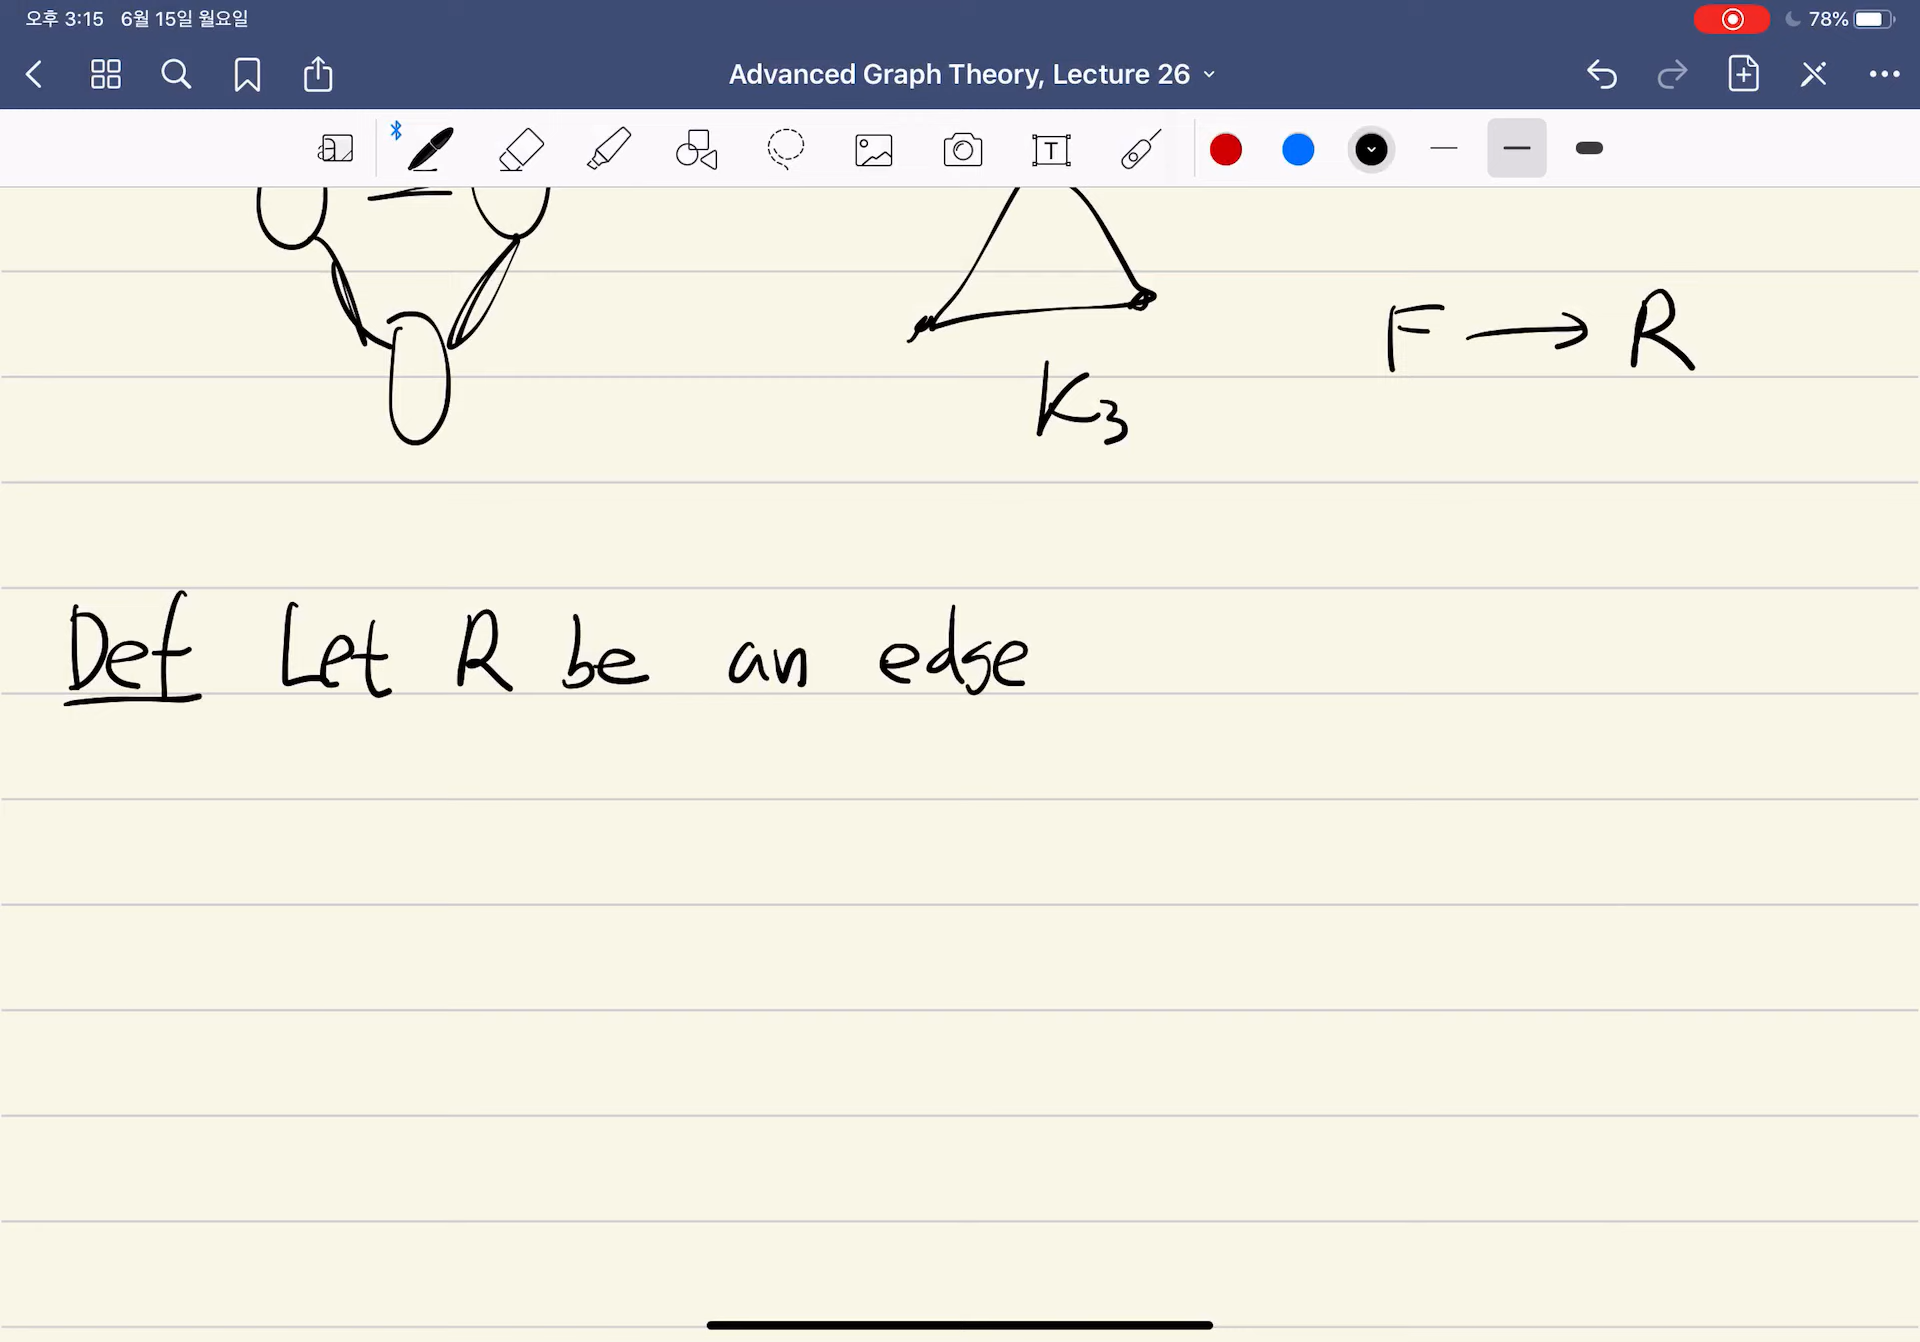 오후 3:15 6월 15일 월요일
78%
Advanced Graph Theory, Lecture 26
a
T
F → R
K₃
Def Let R be an edge